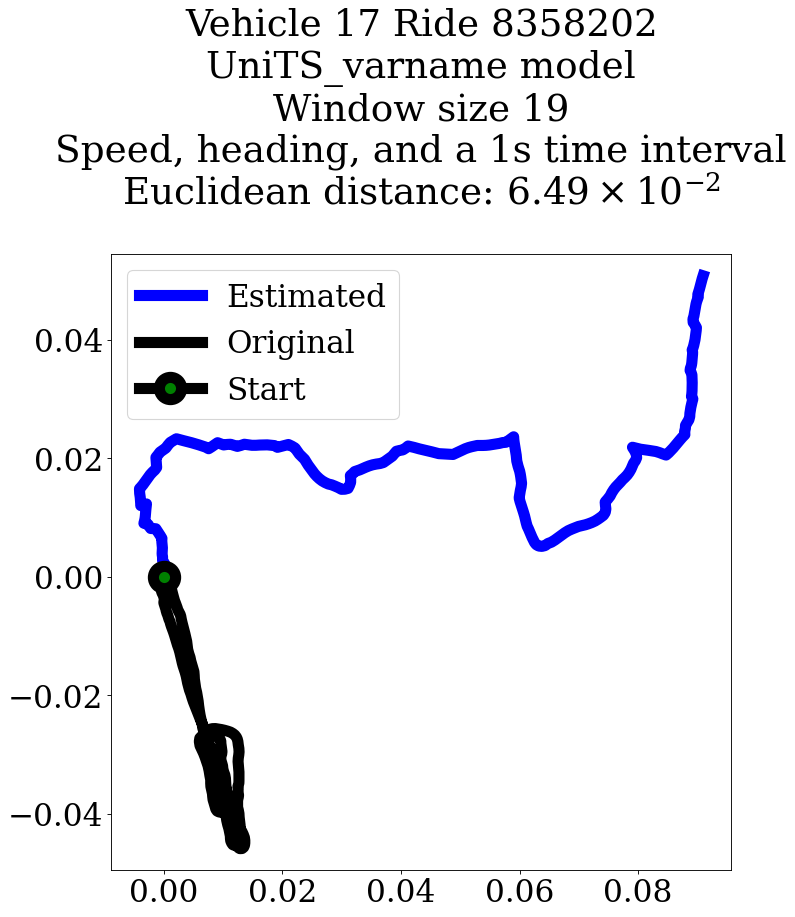 Vehicle 17 Ride 8358202
UniTS_varname model
Window size 19
Speed, heading, and a 1s time interval
Euclidean distance: 6.49 × 10⁻²
Estimated
Original
Start
0.04
0.02
0.00
−0.02
−0.04
0.00 0.02 0.04 0.06 0.08